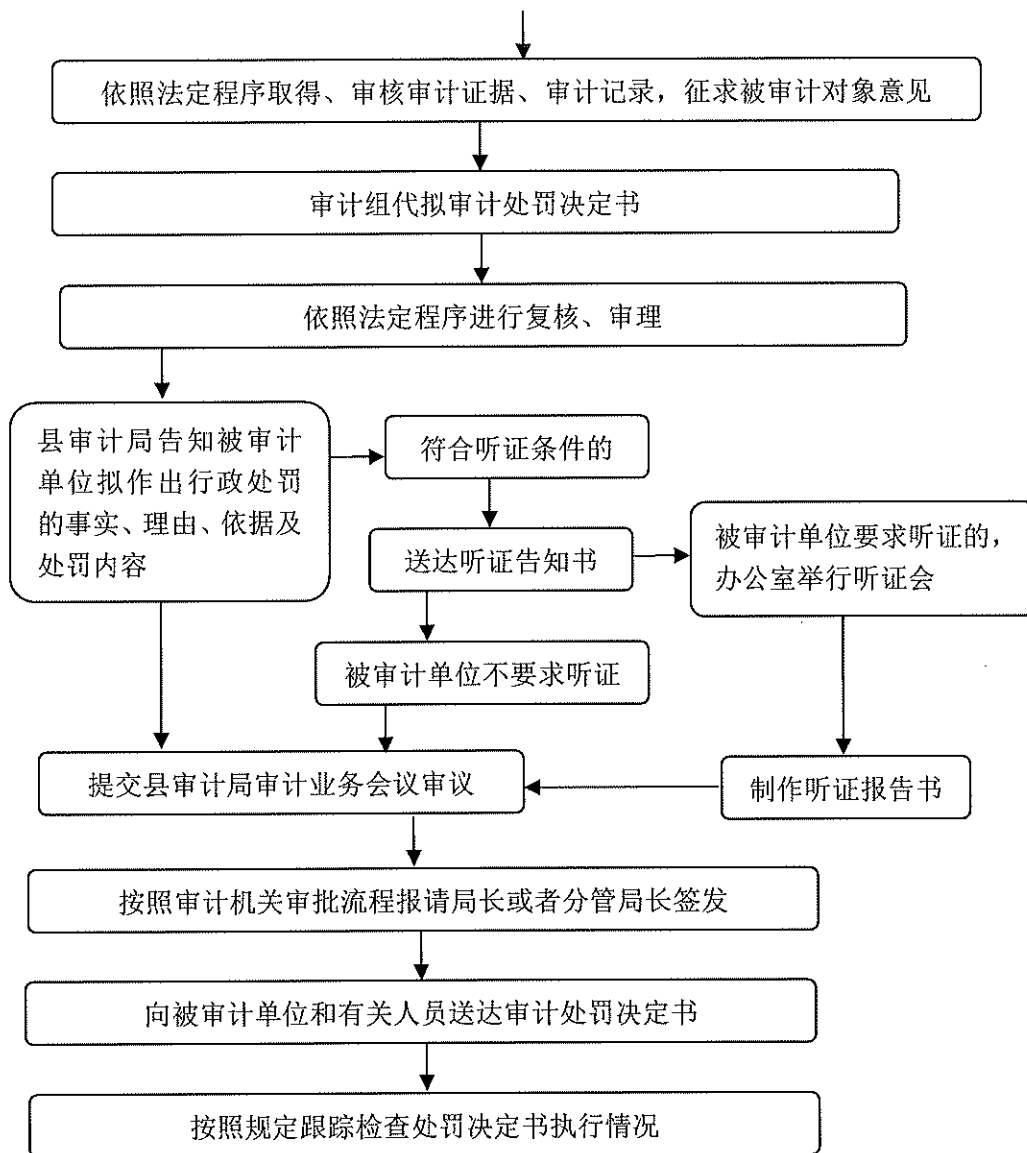 依照法定程序取得、审核审计证据、审计记录，征求被审计对象意见
审计组代拟审计处罚决定书
依照法定程序进行复核、审理
县审计局告知被审计
单位拟作出行政处罚
的事实、理由、依据及
处罚内容
符合听证条件的
送达听证告知书
被审计单位要求听证的，
办公室举行听证会
被审计单位不要求听证
提交县审计局审计业务会议审议
制作听证报告书
按照审计机关审批流程报请局长或者分管局长签发
向被审计单位和有关人员送达审计处罚决定书
按照规定跟踪检查处罚决定书执行情况